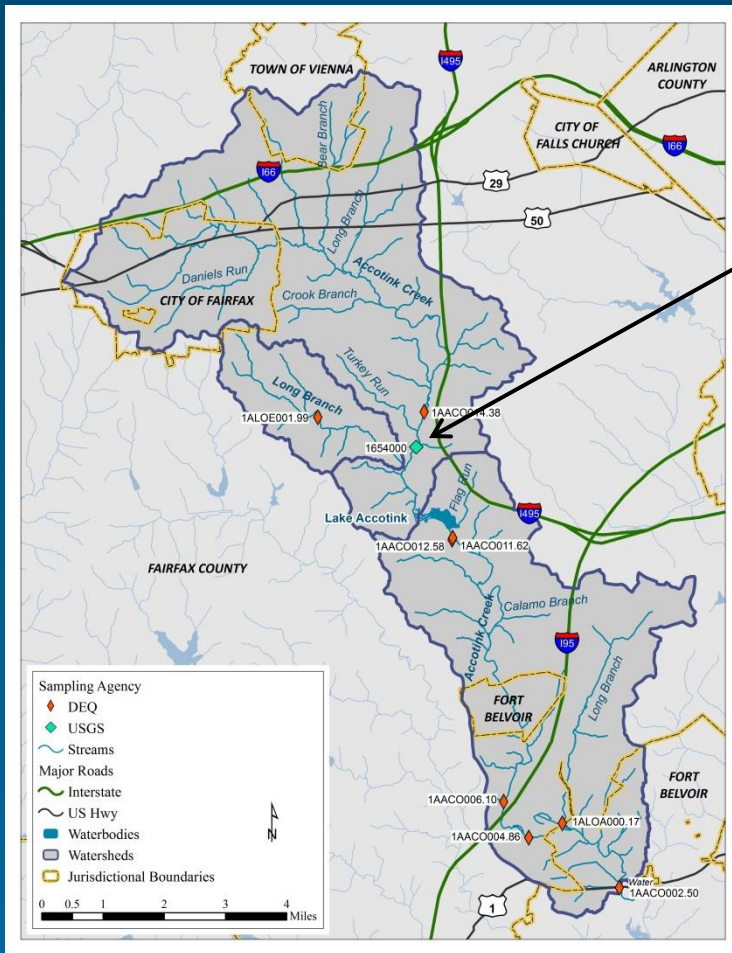 TOWN OF VIENNA
I495
ARLINGTON
COUNTY
CITY OF
FALLS CHURCH
I66
I66
29
50
Bear Branch
Long Branch
Daniels Run
CITY OF FAIRFAX
Accotink Creek
Crook Branch
Turkey Run
Long Branch
1ALOE001.99
1AACO014.38
1654000
Flag Run
Lake Accotink
I495
1AACO012.58
1AACO011.62
FAIRFAX COUNTY
Calamo Branch
Accotink Creek
I95
Long Branch
FORT
BELVOIR
FORT
BELVOIR
1AACO006.10
1ALOA000.17
1AACO004.86
Water
1AACO002.50
1
Sampling Agency
DEQ
USGS
Streams
Major Roads
Interstate
US Hwy
Waterbodies
Watersheds
Jurisdictional Boundaries
N
0 0.5 1 2 3 4
Miles